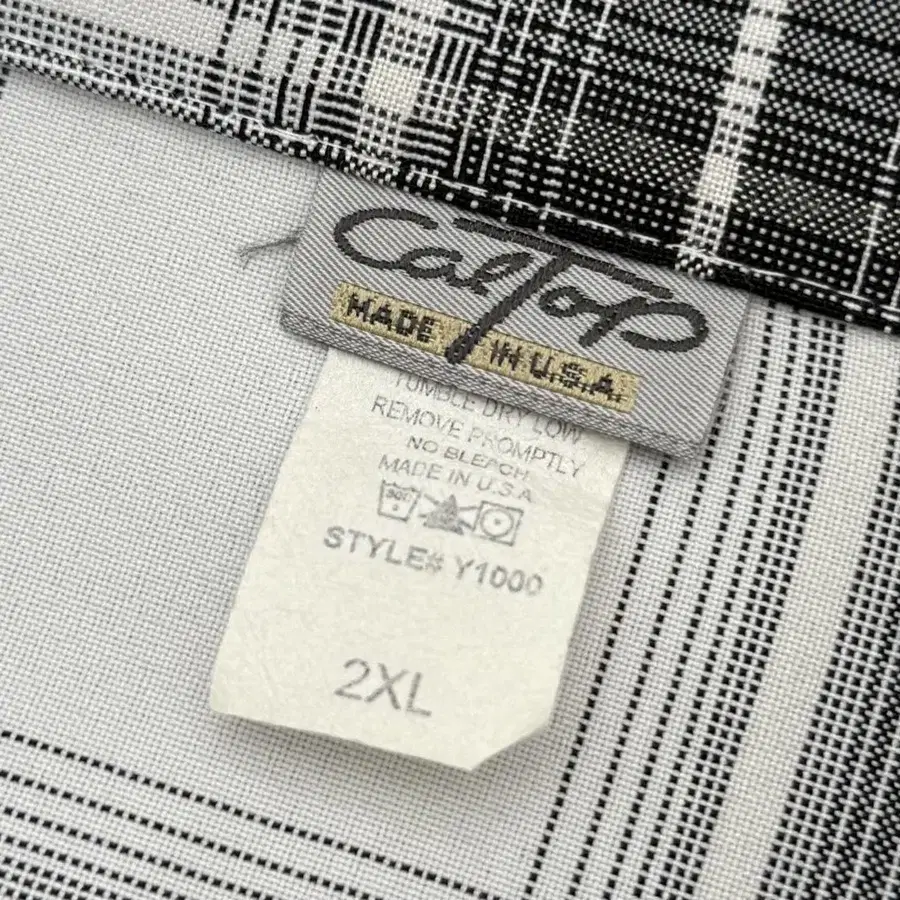 CalTop
MADE IN U.S.A.
TUMBLE DRY LOW
REMOVE PROMPTLY
NO BLEACH
MADE IN U.S.A
STYLE# Y1000
2XL